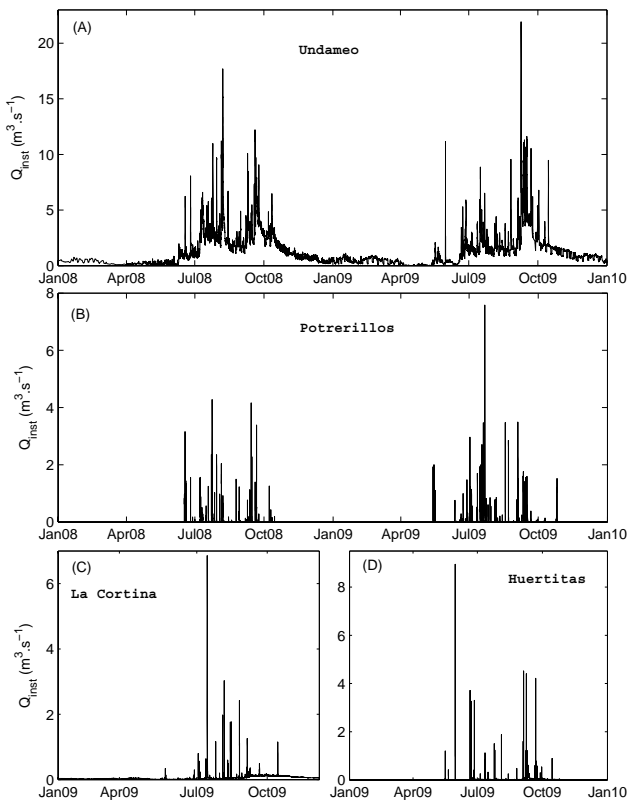 (A)
Undameo
Q_inst (m^3.s^−1)
20
15
10
5
0
Jan08 Apr08 Jul08 Oct08 Jan09 Apr09 Jul09 Oct09 Jan10
(B)
Potrerillos
Q_inst (m^3.s^−1)
8
6
4
2
0
Jan08 Apr08 Jul08 Oct08 Jan09 Apr09 Jul09 Oct09 Jan10
(C)
La Cortina
Q_inst (m^3.s^−1)
6
4
2
0
Jan09 Apr09 Jul09 Oct09
(D)
Huertitas
8
6
4
2
0
Jan09 Apr09 Jul09 Oct09 Jan10